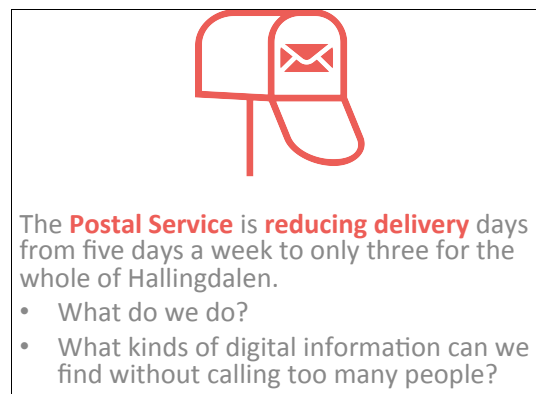 The Postal Service is reducing delivery days
from five days a week to only three for the
whole of Hallingdalen.
• What do we do?
• What kinds of digital information can we
find without calling too many people?